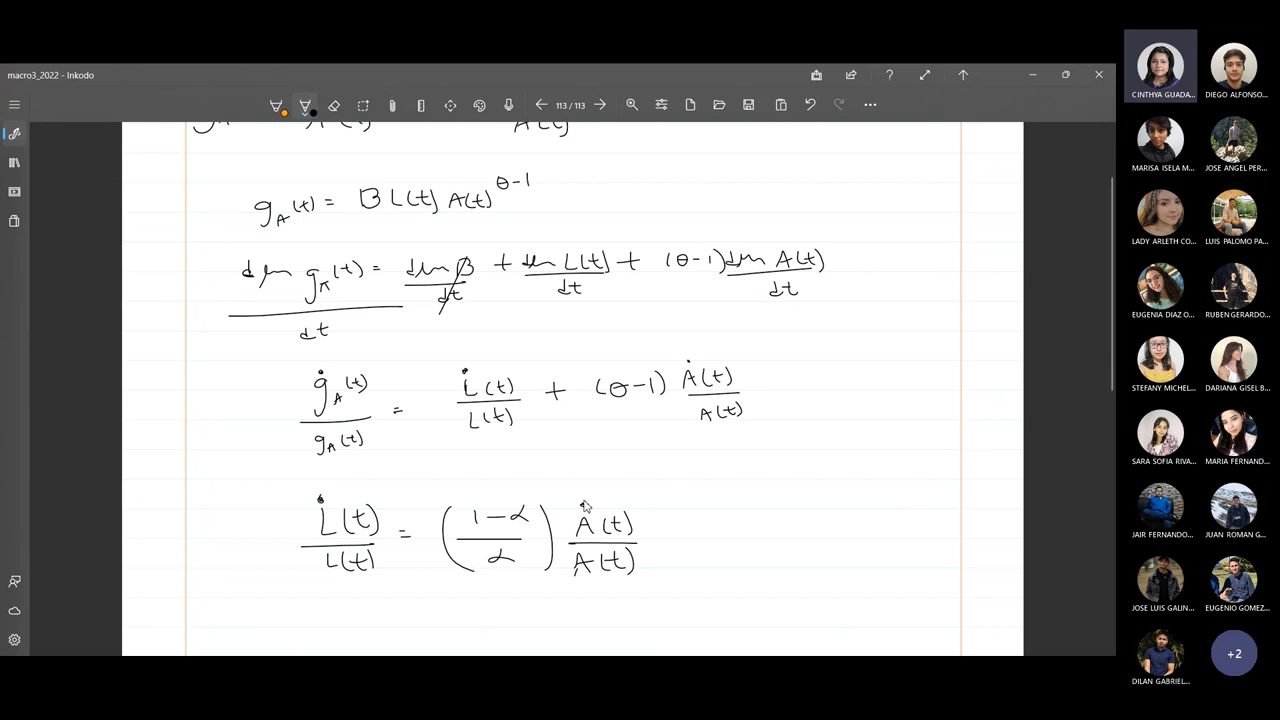 macro3_2022 - Inkodo
113 / 113
g_A(t) = B L(t) A(t)^{θ-1}
d ln g_A(t) / dt = d ln B / dt + d ln L(t) / dt + (θ-1) d ln A(t) / dt
ġ_A(t) / g_A(t) = L̇(t) / L(t) + (θ-1) Ȧ(t) / A(t)
L̇(t) / L(t) = ((1-α) / α) Ȧ(t) / A(t)
CINTHYA GUADA...
DIEGO ALFONSO...
MARISA ISELA M...
JOSE ANGEL PER...
LADY ARLETH CO...
LUIS PALOMO PA...
EUGENIA DIAZ O...
RUBEN GERARDO...
STEFANY MICHEL...
DARIANA GISEL B...
SARA SOFIA RIVA...
MARIA FERNAND...
JAIR FERNANDO...
JUAN ROMAN G...
JOSE LUIS GALIN...
EUGENIO GOMEZ...
DILAN GABRIEL...
+2